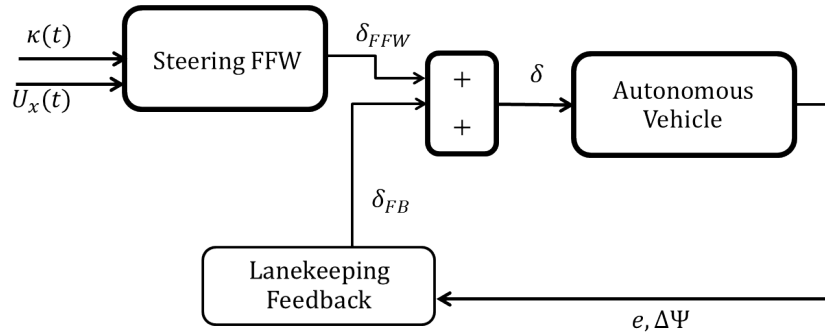 κ(t)
U_x(t)
Steering FFW
δ_FFW
+
+
δ
Autonomous
Vehicle
δ_FB
Lanekeeping
Feedback
e, ΔΨ